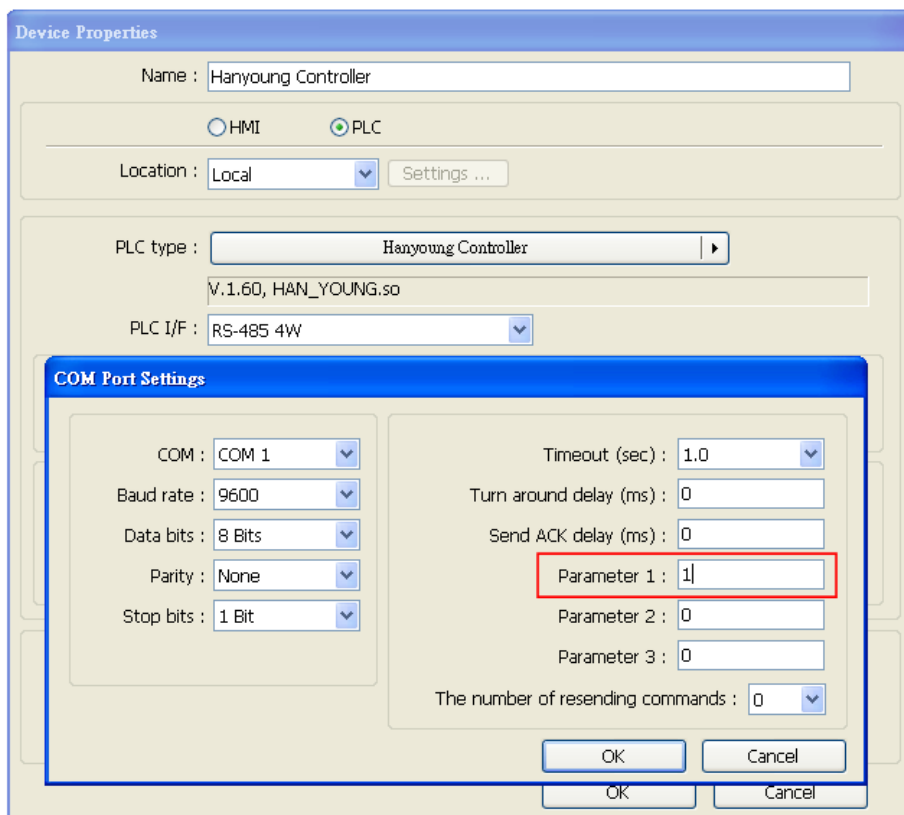 Device Properties
Name : Hanyoung Controller
HMI PLC
Location : Local Settings ...
PLC type : Hanyoung Controller
V.1.60, HAN_YOUNG.so
PLC I/F : RS-485 4W
COM Port Settings
COM : COM 1
Baud rate : 9600
Data bits : 8 Bits
Parity : None
Stop bits : 1 Bit
Timeout (sec) : 1.0
Turn around delay (ms) : 0
Send ACK delay (ms) : 0
Parameter 1 : 1
Parameter 2 : 0
Parameter 3 : 0
The number of resending commands : 0
OK Cancel
OK Cancel